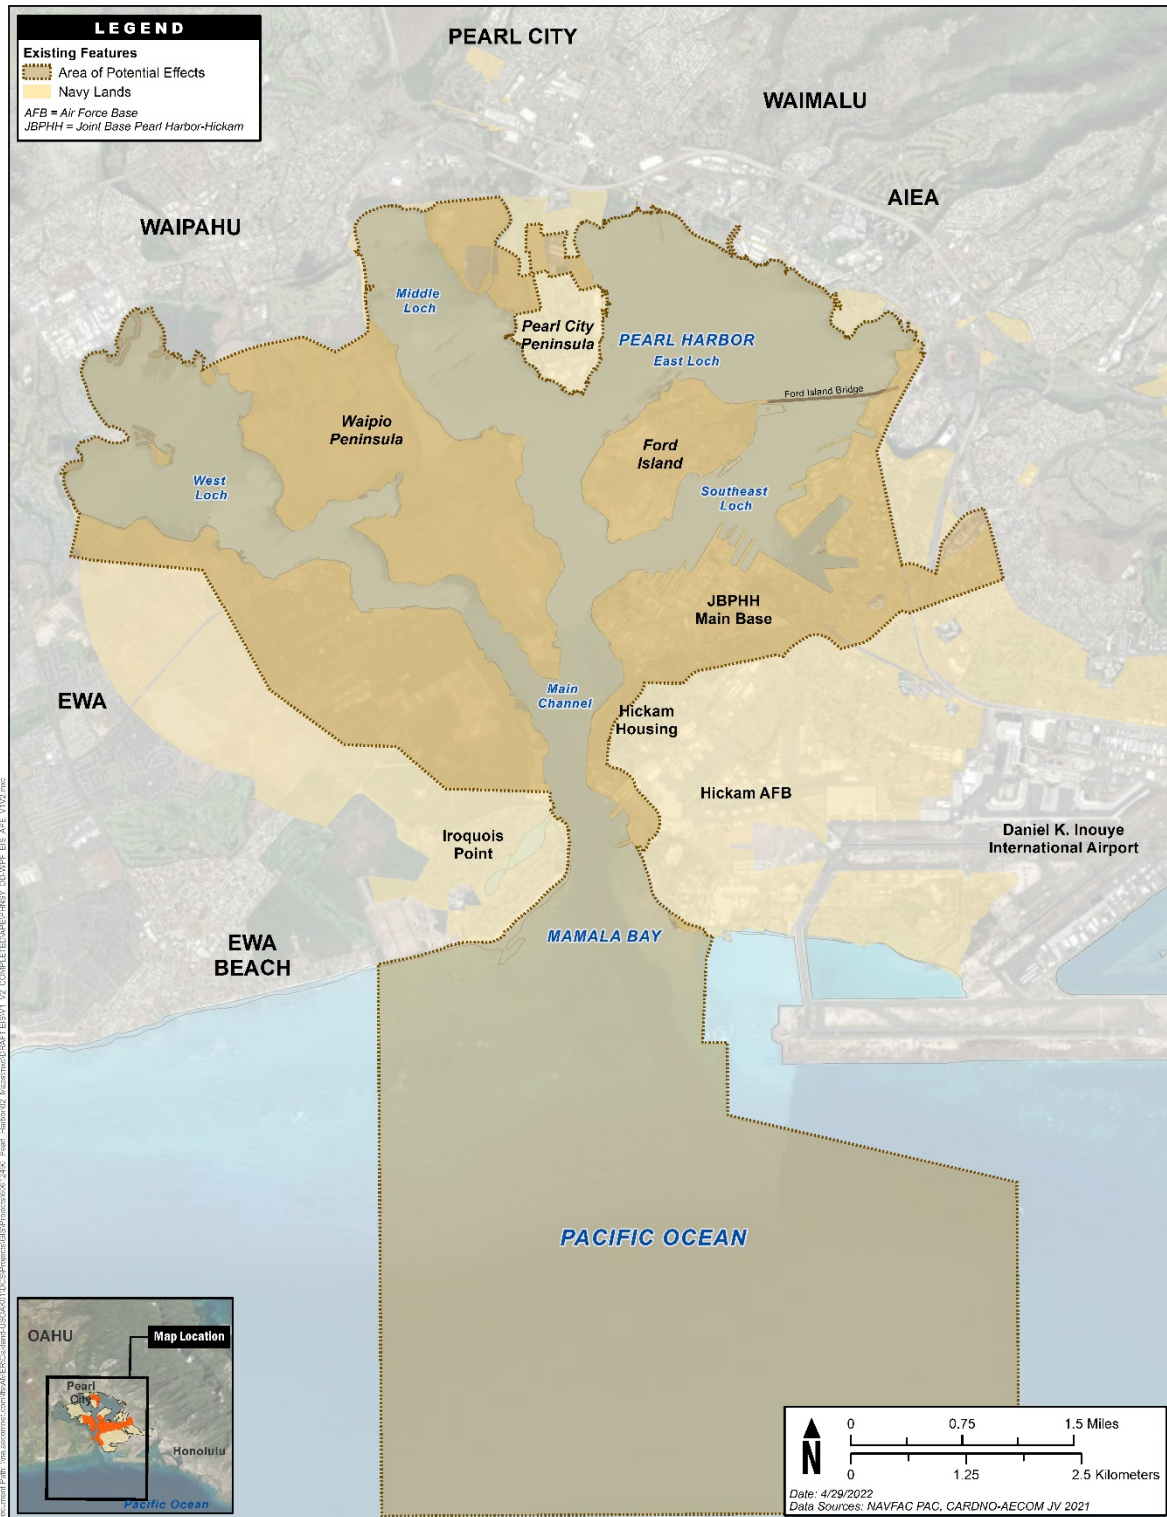 LEGEND
Existing Features
Area of Potential Effects
Navy Lands
AFB = Air Force Base
JBPHH = Joint Base Pearl Harbor-Hickam
PEARL CITY
WAIMALU
AIEA
WAIPAHU
Middle
Loch
Pearl City
Peninsula
PEARL HARBOR
East Loch
Ford Island Bridge
Waipio
Peninsula
Ford
Island
West
Loch
Southeast
Loch
JBPHH
Main Base
EWA
Main
Channel
Hickam
Housing
Hickam AFB
Iroquois
Point
Daniel K. Inouye
International Airport
EWA
BEACH
MAMALA BAY
PACIFIC OCEAN
OAHU
Map Location
Pearl
City
Honolulu
Pacific Ocean
N
0 0.75 1.5 Miles
0 1.25 2.5 Kilometers
Date: 4/29/2022
Data Sources: NAVFAC PAC, CARDNO-AECOM JV 2021